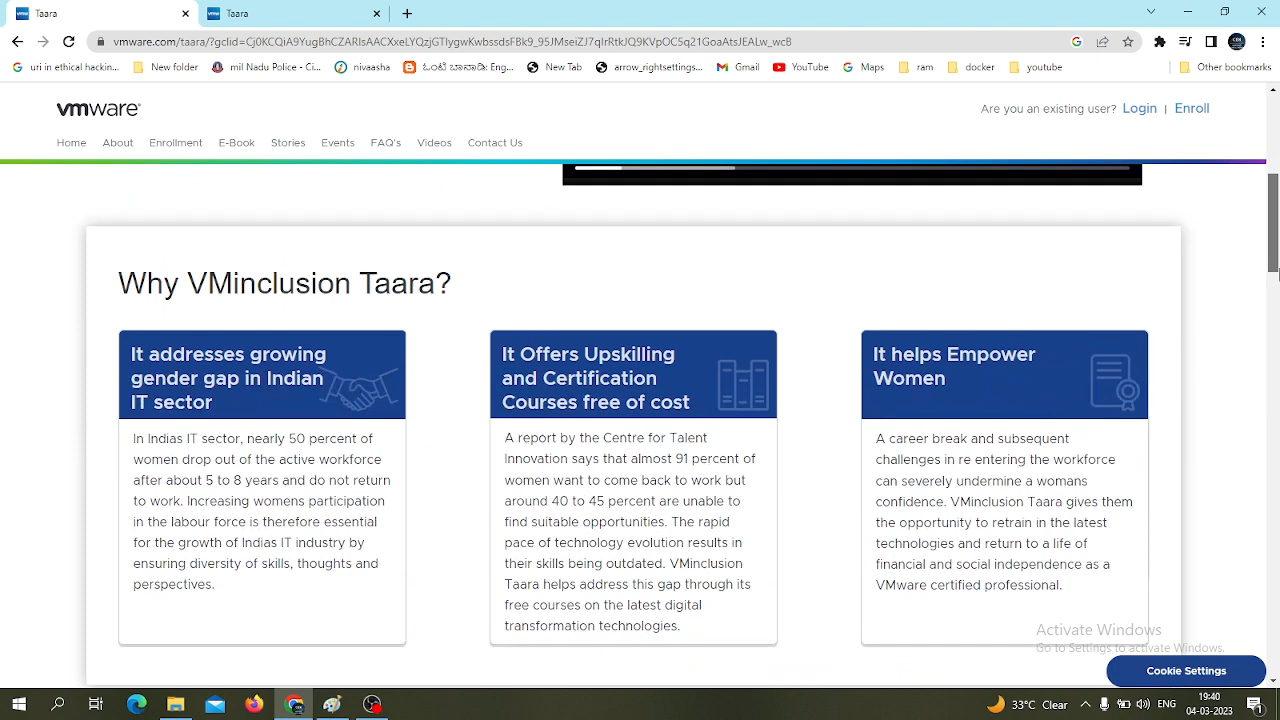 Taara
Taara
vmware.com/taara/?gclid=Cj0KCQiA9YugBhCZARIsAACXxeLYQzjGTlygwKwbssdsFBk9_95JMseiZJ7qIrRtkJQ9KVpOC5q21GoaAtsJEALw_wcB
uri in ethical hackin...
New folder
mil Nadu Police - Ci...
nivaasha
Eng...
New Tab
arrow_rightsettings...
Gmail
YouTube
Maps
ram
docker
youtube
Other bookmarks
vmware®
Are you an existing user? Login | Enroll
Home About Enrollment E-Book Stories Events FAQ's Videos Contact Us
Why VMinclusion Taara?
It addresses growing
gender gap in Indian
IT sector
In Indias IT sector, nearly 50 percent of
women drop out of the active workforce
after about 5 to 8 years and do not return
to work. Increasing womens participation
in the labour force is therefore essential
for the growth of Indias IT industry by
ensuring diversity of skills, thoughts and
perspectives.
It Offers Upskilling
and Certification
Courses free of cost
A report by the Centre for Talent
Innovation says that almost 91 percent of
women want to come back to work but
around 40 to 45 percent are unable to
find suitable opportunities. The rapid
pace of technology evolution results in
their skills being outdated. VMinclusion
Taara helps address this gap through its
free courses on the latest digital
transformation technologies.
It helps Empower
Women
A career break and subsequent
challenges in re entering the workforce
can severely undermine a womans
confidence. VMinclusion Taara gives them
the opportunity to retrain in the latest
technologies and return to a life of
financial and social independence as a
VMware certified professional.
Activate Windows
Go to Settings to activate Windows.
Cookie Settings
33°C Clear
ENG
19:40
04-03-2023